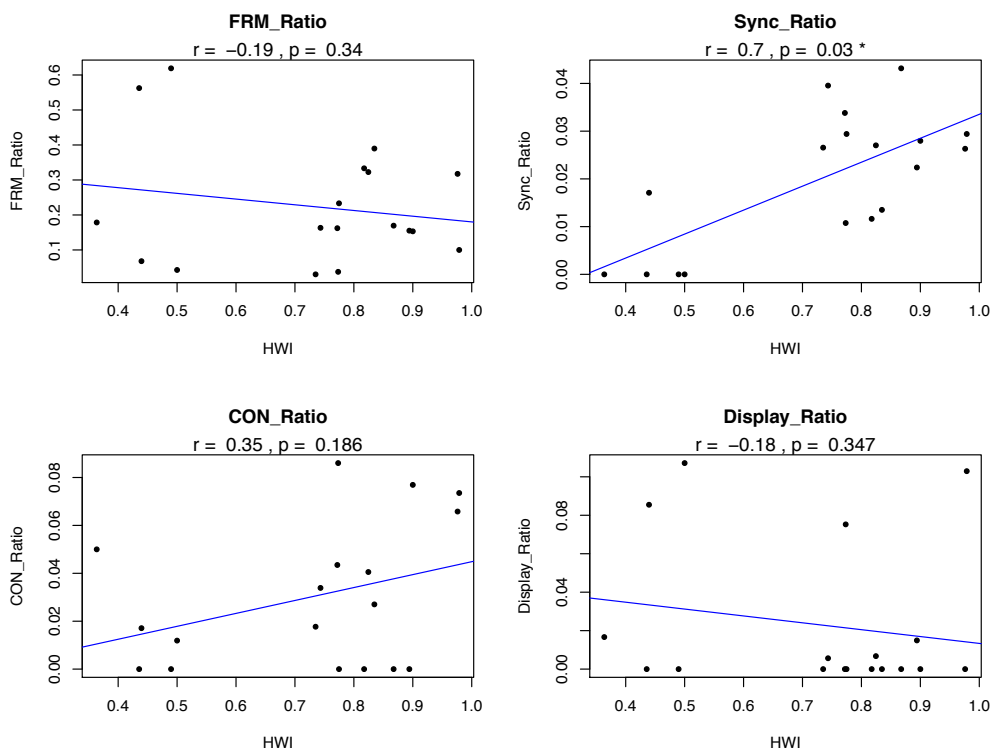 FRM_Ratio
r = −0.19 , p = 0.34
FRM_Ratio
0.6
0.5
0.4
0.3
0.2
0.1
0.4 0.5 0.6 0.7 0.8 0.9 1.0
HWI
Sync_Ratio
r = 0.7 , p = 0.03 *
Sync_Ratio
0.04
0.03
0.02
0.01
0.00
0.4 0.5 0.6 0.7 0.8 0.9 1.0
HWI
CON_Ratio
r = 0.35 , p = 0.186
CON_Ratio
0.08
0.06
0.04
0.02
0.00
0.4 0.5 0.6 0.7 0.8 0.9 1.0
HWI
Display_Ratio
r = −0.18 , p = 0.347
Display_Ratio
0.08
0.04
0.00
0.4 0.5 0.6 0.7 0.8 0.9 1.0
HWI